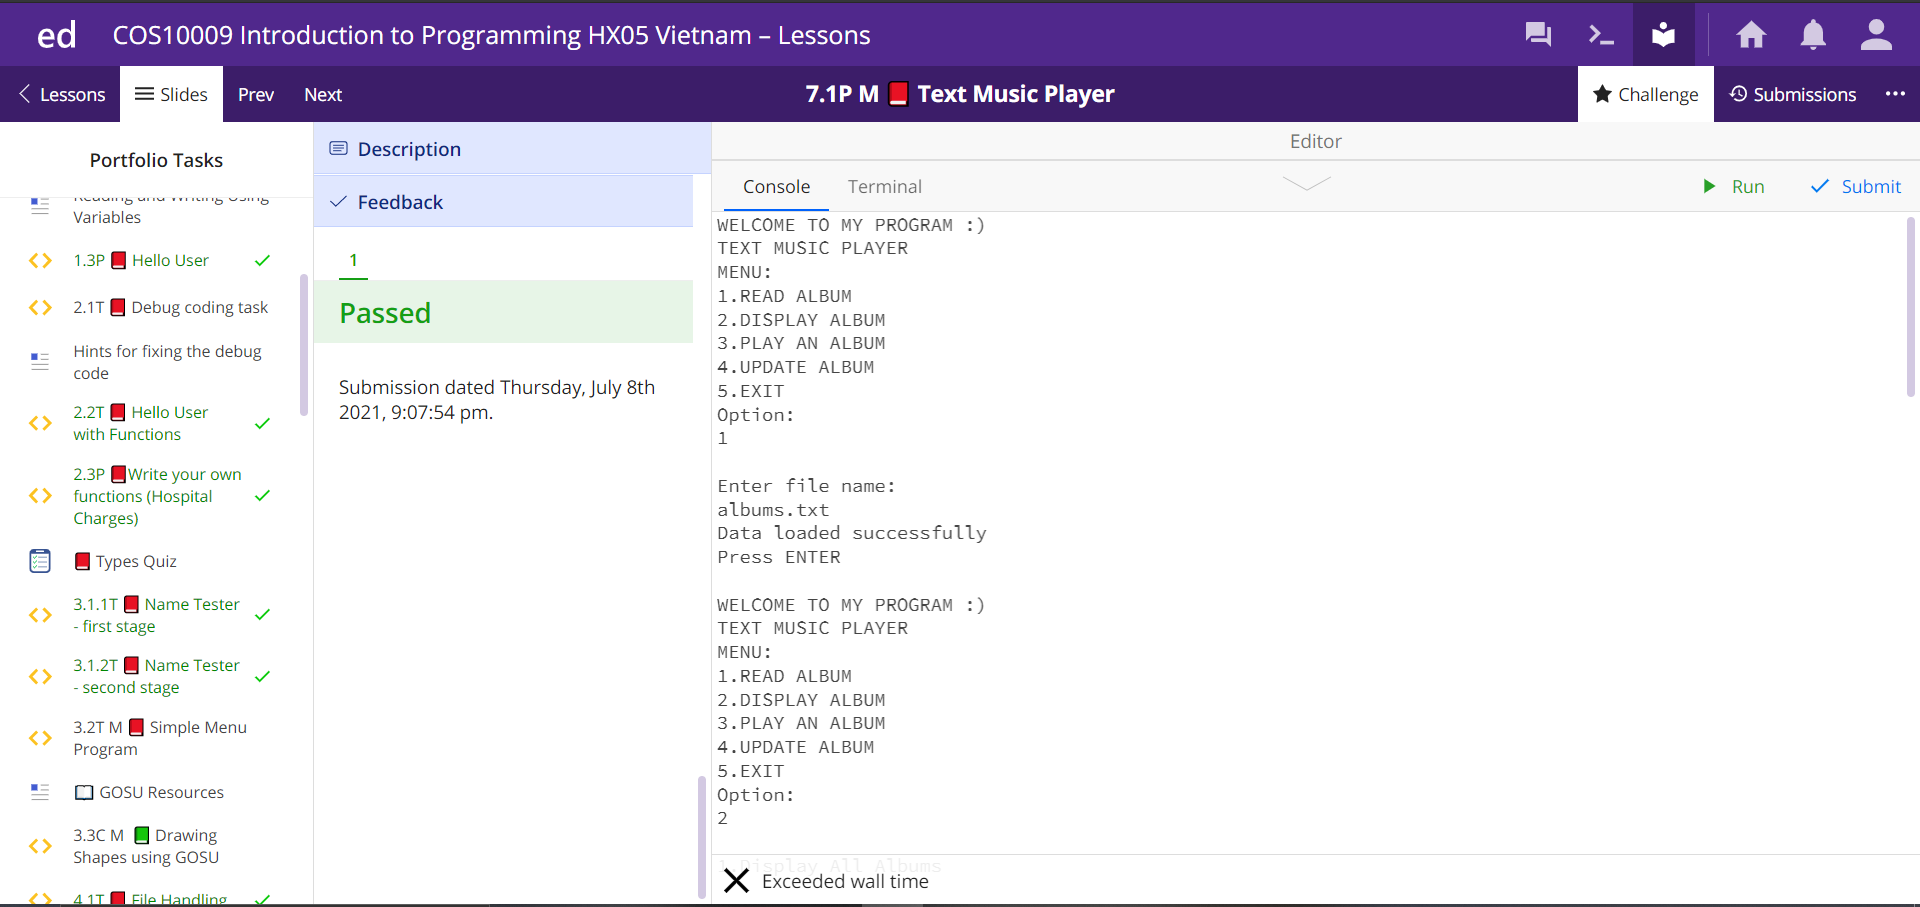 ed COS10009 Introduction to Programming HX05 Vietnam – Lessons
Lessons Slides Prev Next 7.1P M Text Music Player Challenge Submissions
Portfolio Tasks
Reading and Writing Using
Variables
1.3P Hello User
2.1T Debug coding task
Hints for fixing the debug
code
2.2T Hello User
with Functions
2.3P Write your own
functions (Hospital
Charges)
Types Quiz
3.1.1T Name Tester
- first stage
3.1.2T Name Tester
- second stage
3.2T M Simple Menu
Program
GOSU Resources
3.3C M Drawing
Shapes using GOSU
4.1T File Handling
Description
Feedback
1
Passed
Submission dated Thursday, July 8th
2021, 9:07:54 pm.
Editor
Console Terminal Run Submit
WELCOME TO MY PROGRAM :)
TEXT MUSIC PLAYER
MENU:
1.READ ALBUM
2.DISPLAY ALBUM
3.PLAY AN ALBUM
4.UPDATE ALBUM
5.EXIT
Option:
1
Enter file name:
albums.txt
Data loaded successfully
Press ENTER
WELCOME TO MY PROGRAM :)
TEXT MUSIC PLAYER
MENU:
1.READ ALBUM
2.DISPLAY ALBUM
3.PLAY AN ALBUM
4.UPDATE ALBUM
5.EXIT
Option:
2
1.Display All Albums
Exceeded wall time